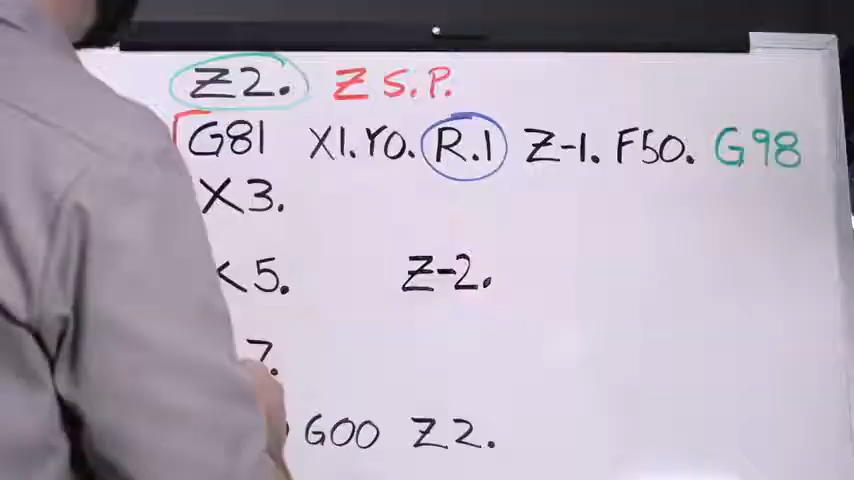 Z2. Z S.P.
G81 X1. Y0. R.1 Z-1. F50. G98
X3.
5. Z-2.
7.
G00 Z2.